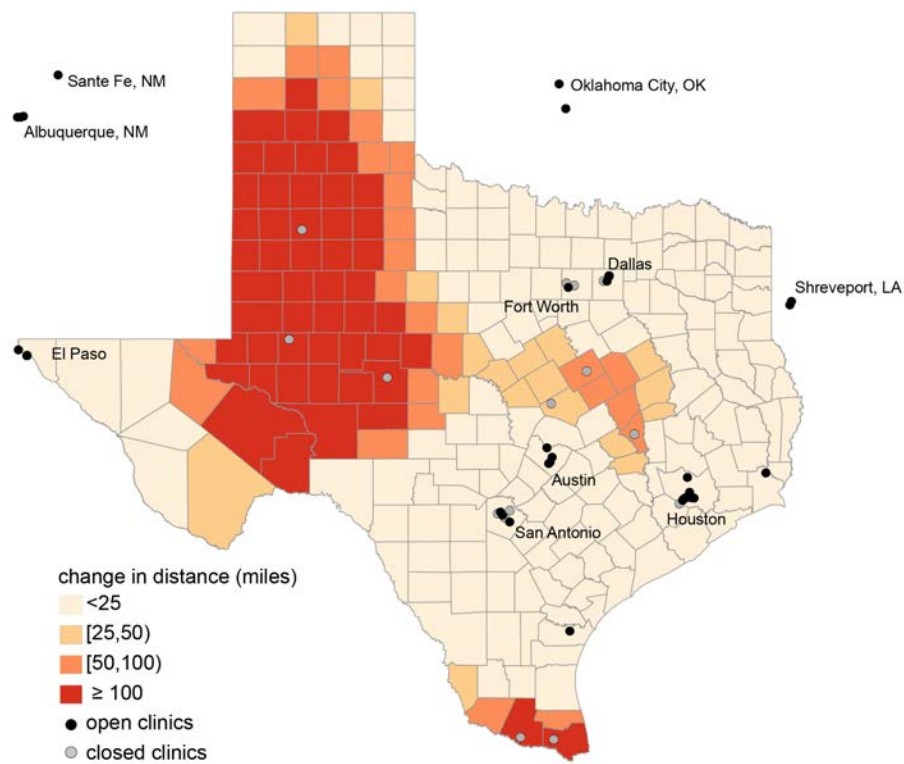 Sante Fe, NM
Oklahoma City, OK
Albuquerque, NM
Dallas
Shreveport, LA
Fort Worth
El Paso
Austin
Houston
San Antonio
change in distance (miles)
<25
[25,50)
[50,100)
≥ 100
open clinics
closed clinics